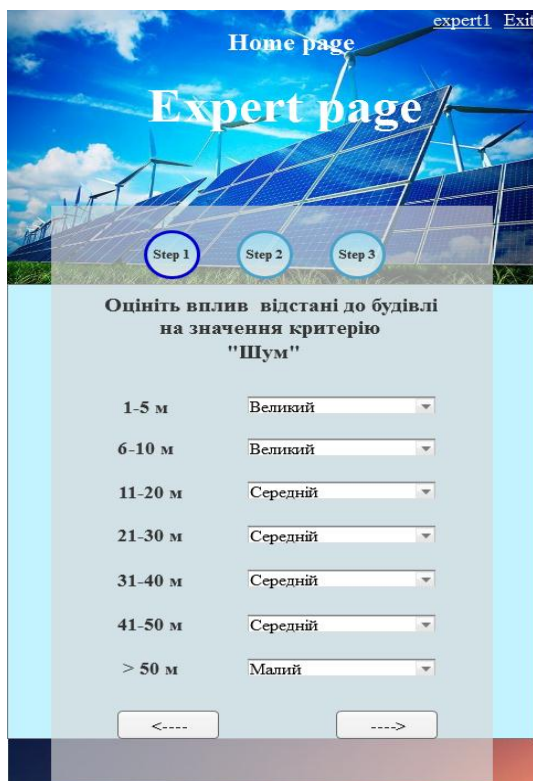 expert1 Exit
Home page
Expert page
Step 1 Step 2 Step 3
Оцініть вплив відстані до будівлі
на значення критерію
"Шум"
1-5 м Великий
6-10 м Великий
11-20 м Середній
21-30 м Середній
31-40 м Середній
41-50 м Середній
> 50 м Малий
<---- ---->